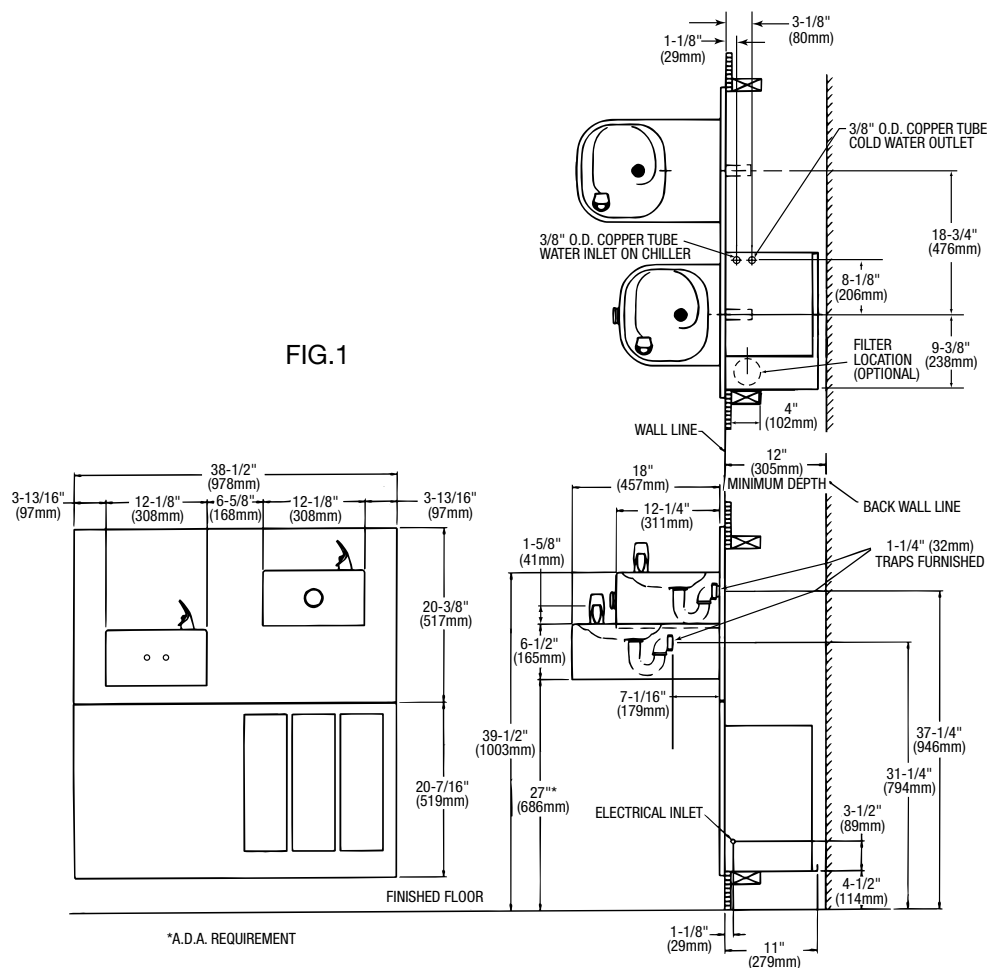 3-1/8"
(80mm)
1-1/8"
(29mm)
3/8" O.D. COPPER TUBE
COLD WATER OUTLET
18-3/4"
(476mm)
3/8" O.D. COPPER TUBE
WATER INLET ON CHILLER
8-1/8"
(206mm)
FIG.1
FILTER
LOCATION
(OPTIONAL)
9-3/8"
(238mm)
4"
(102mm)
WALL LINE
12"
(305mm)
MINIMUM DEPTH
BACK WALL LINE
38-1/2"
(978mm)
3-13/16"
(97mm)
12-1/8"
(308mm)
6-5/8"
(168mm)
12-1/8"
(308mm)
3-13/16"
(97mm)
18"
(457mm)
12-1/4"
(311mm)
1-5/8"
(41mm)
1-1/4" (32mm)
TRAPS FURNISHED
20-3/8"
(517mm)
6-1/2"
(165mm)
7-1/16"
(179mm)
39-1/2"
(1003mm)
37-1/4"
(946mm)
31-1/4"
(794mm)
20-7/16"
(519mm)
27"*
(686mm)
ELECTRICAL INLET
3-1/2"
(89mm)
4-1/2"
(114mm)
FINISHED FLOOR
1-1/8"
(29mm)
11"
(279mm)
*A.D.A. REQUIREMENT